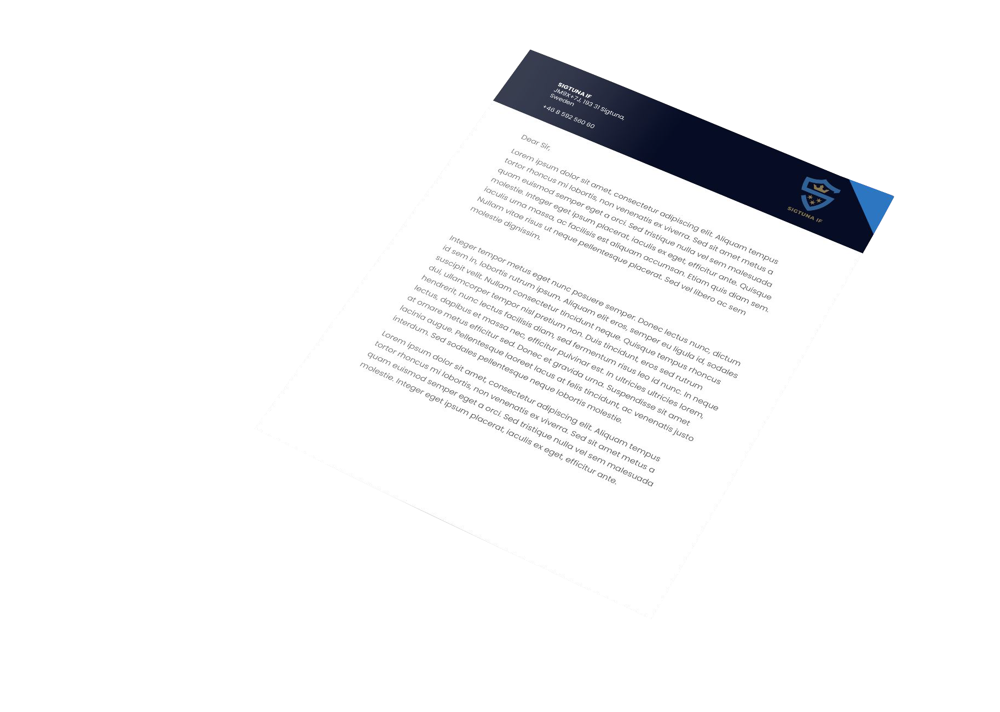 SIGTUNA IF
JM9X+7J, 193 31 Sigtuna,
Sweden
+46 8 592 560 60
SIGTUNA IF
Dear Sir,
Lorem ipsum dolor sit amet, consectetur adipiscing elit. Aliquam tempus
tortor rhoncus mi lobortis, non venenatis ex viverra. Sed sit amet metus a
quam euismod semper eget a orci. Sed tristique nulla vel sem malesuada
molestie. Integer eget ipsum placerat, iaculis ex eget, efficitur ante. Quisque
iaculis urna massa, ac facilisis est aliquam accumsan. Etiam quis diam sem.
Nullam vitae risus ut neque pellentesque placerat. Sed vel libero ac sem
molestie dignissim.
Integer tempor metus eget nunc posuere semper. Donec lectus nunc, dictum
id sem in, lobortis rutrum ipsum. Aliquam elit eros, semper eu ligula id, sodales
suscipit velit. Nullam consectetur tincidunt neque. Quisque tempus rhoncus
dui, ullamcorper tempor nisl pretium non. Duis tincidunt, eros sed rutrum
hendrerit, nunc lectus facilisis diam, sed fermentum risus leo id nunc. In neque
lectus, dapibus et massa nec, efficitur pulvinar est. In ultricies ultricies lorem,
at ornare metus efficitur sed. Donec et gravida urna. Suspendisse sit amet
lacinia augue. Pellentesque laoreet lacus at felis tincidunt, ac venenatis justo
interdum. Sed sodales pellentesque neque lobortis molestie.
Lorem ipsum dolor sit amet, consectetur adipiscing elit. Aliquam tempus
tortor rhoncus mi lobortis, non venenatis ex viverra. Sed sit amet metus a
quam euismod semper eget a orci. Sed tristique nulla vel sem malesuada
molestie. Integer eget ipsum placerat, iaculis ex eget, efficitur ante.